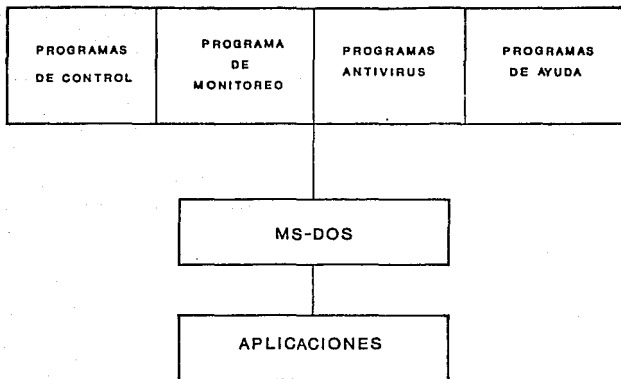 PROGRAMAS
DE CONTROL
PROGRAMA
DE
MONITOREO
PROGRAMAS
ANTIVIRUS
PROGRAMAS
DE AYUDA
MS-DOS
APLICACIONES